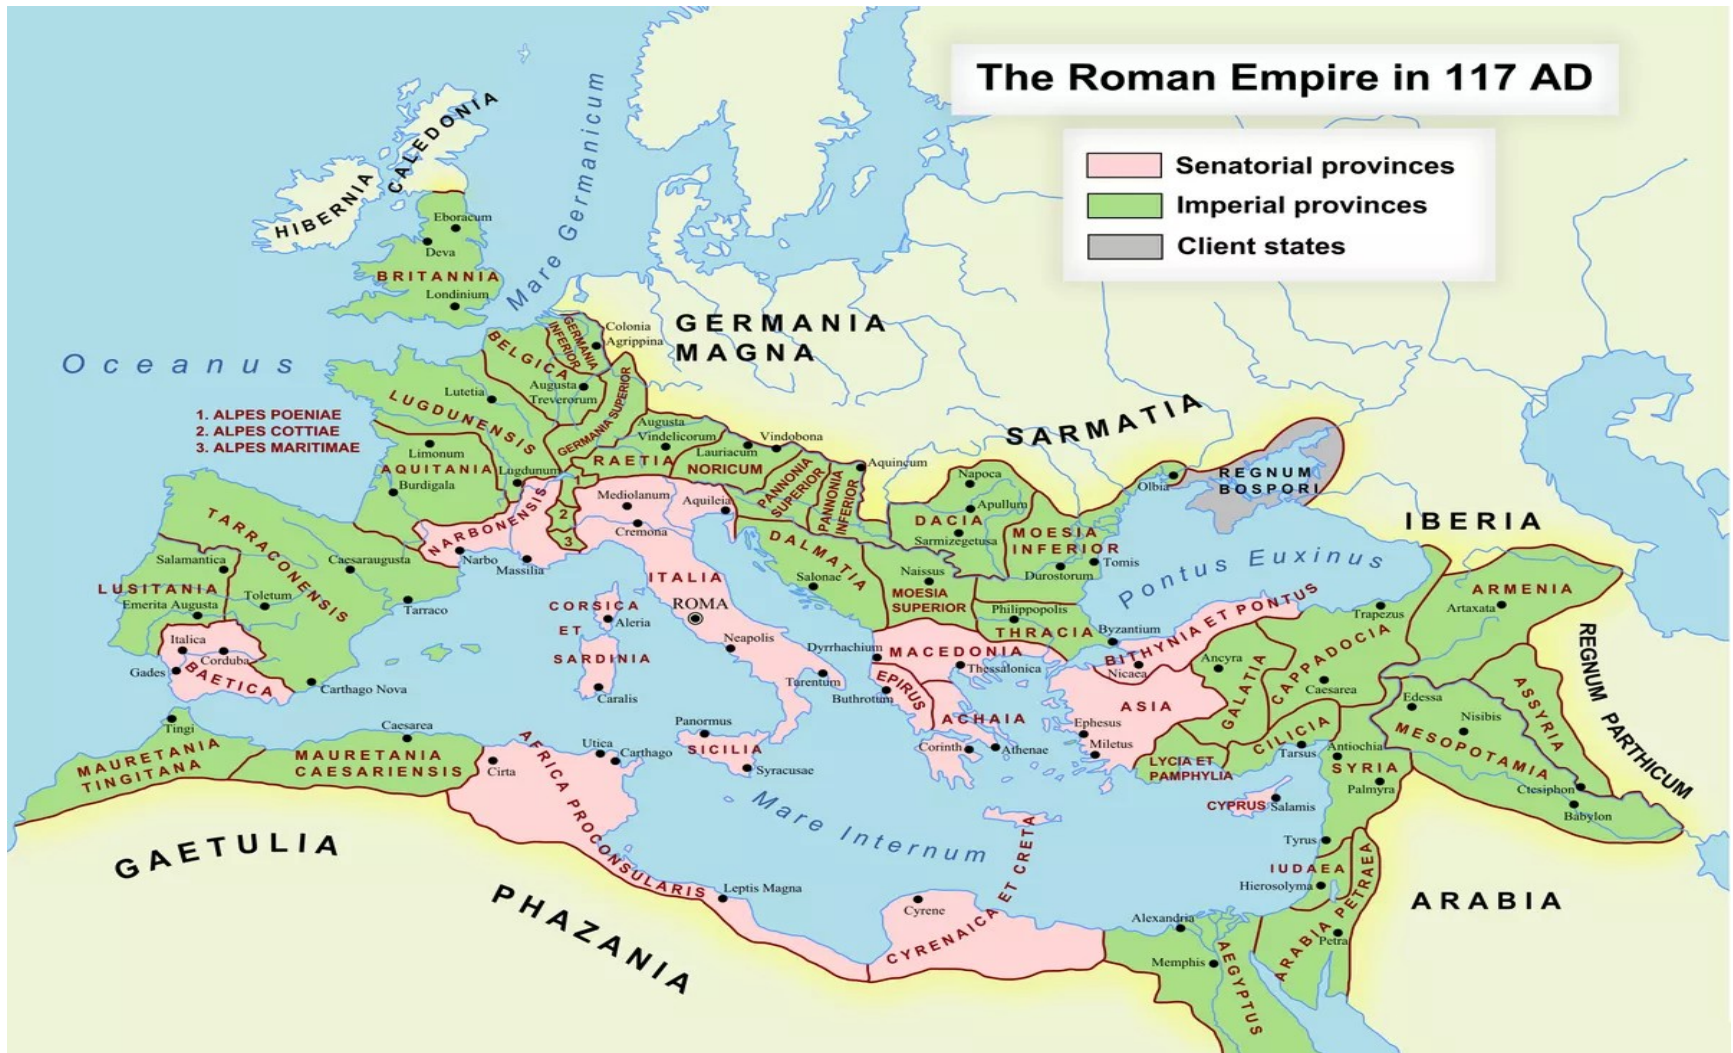 The Roman Empire in 117 AD
Senatorial provinces
Imperial provinces
Client states
CALEDONIA
HIBERNIA
Mare Germanicum
Eboracum
Deva
BRITANNIA
Londinium
Oceanus
GERMANIA
MAGNA
Colonia
Agrippina
GERMANIA
INFERIOR
BELGICA
Augusta
Treverorum
Lutetia
LUGDUNENSIS
GERMANIA SUPERIOR
1. ALPES POENIAE
2. ALPES COTTIAE
3. ALPES MARITIMAE
Limonum
AQUITANIA
Burdigala
Lugdunum
Augusta
Vindelicorum
RAETIA
Lauriacum
NORICUM
Vindobona
PANNONIA
SUPERIOR
PANNONIA
INFERIOR
Aquincum
SARMATIA
Napoca
Apullum
DACIA
Sarmizegetusa
MOESIA
INFERIOR
Tomis
Durostorum
Olbia
REGNUM
BOSPORI
IBERIA
Pontus Euxinus
1
2
3
NARBONENSIS
Narbo
Massilia
Mediolanum
Cremona
Aquileia
ITALIA
ROMA
Neapolis
Tarentum
DALMATIA
Salonae
Naissus
MOESIA
SUPERIOR
Philippopolis
THRACIA
Byzantium
TARRACONENSIS
Salamantica
Caesaraugusta
LUSITANIA
Emerita Augusta
Toletum
Tarraco
Italica
Corduba
Gades
BAETICA
Carthago Nova
CORSICA
ET
SARDINIA
Aleria
Caralis
Dyrrhachium
MACEDONIA
Thessalonica
EPIRUS
Buthrotum
ACHAIA
Corinth
Athenae
BITHYNIA ET PONTUS
Nicaea
Ancyra
Trapezus
ARMENIA
Artaxata
REGNUM PARTHICUM
ASIA
GALATIA
CAPPADOCIA
Caesarea
Ephesus
Miletus
LYCIA ET
PAMPHYLIA
CILICIA
Tarsus
Antiochia
SYRIA
Palmyra
Edessa
Nisibis
MESOPOTAMIA
ASSYRIA
Ctesiphon
Babylon
CYPRUS
Salamis
Tingi
MAURETANIA
TINGITANA
Caesarea
MAURETANIA
CAESARIENSIS
Cirta
Utica
Carthago
AFRICA PROCONSULARIS
Panormus
SICILIA
Syracusae
Mare Internum
GAETULIA
PHAZANIA
Leptis Magna
Cyrene
CYRENAICA ET CRETA
Tyrus
IUDAEA
Hierosolyma
ARABIA PETRAEA
Petra
ARABIA
Alexandria
Memphis
AEGYPTUS